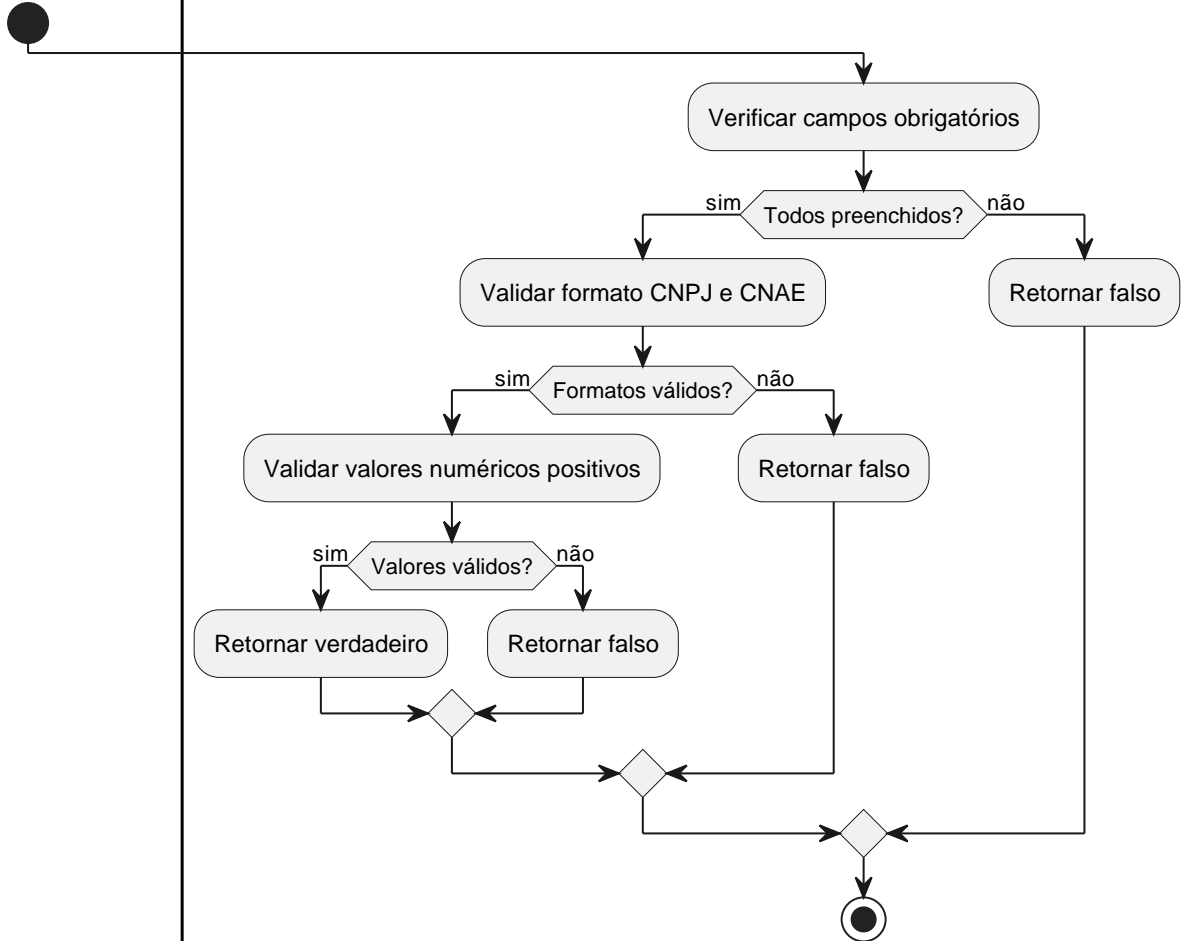 Verificar campos obrigatórios
sim
Todos preenchidos?
não
Validar formato CNPJ e CNAE
Retornar falso
sim
Formatos válidos?
não
Validar valores numéricos positivos
Retornar falso
sim
Valores válidos?
não
Retornar verdadeiro
Retornar falso